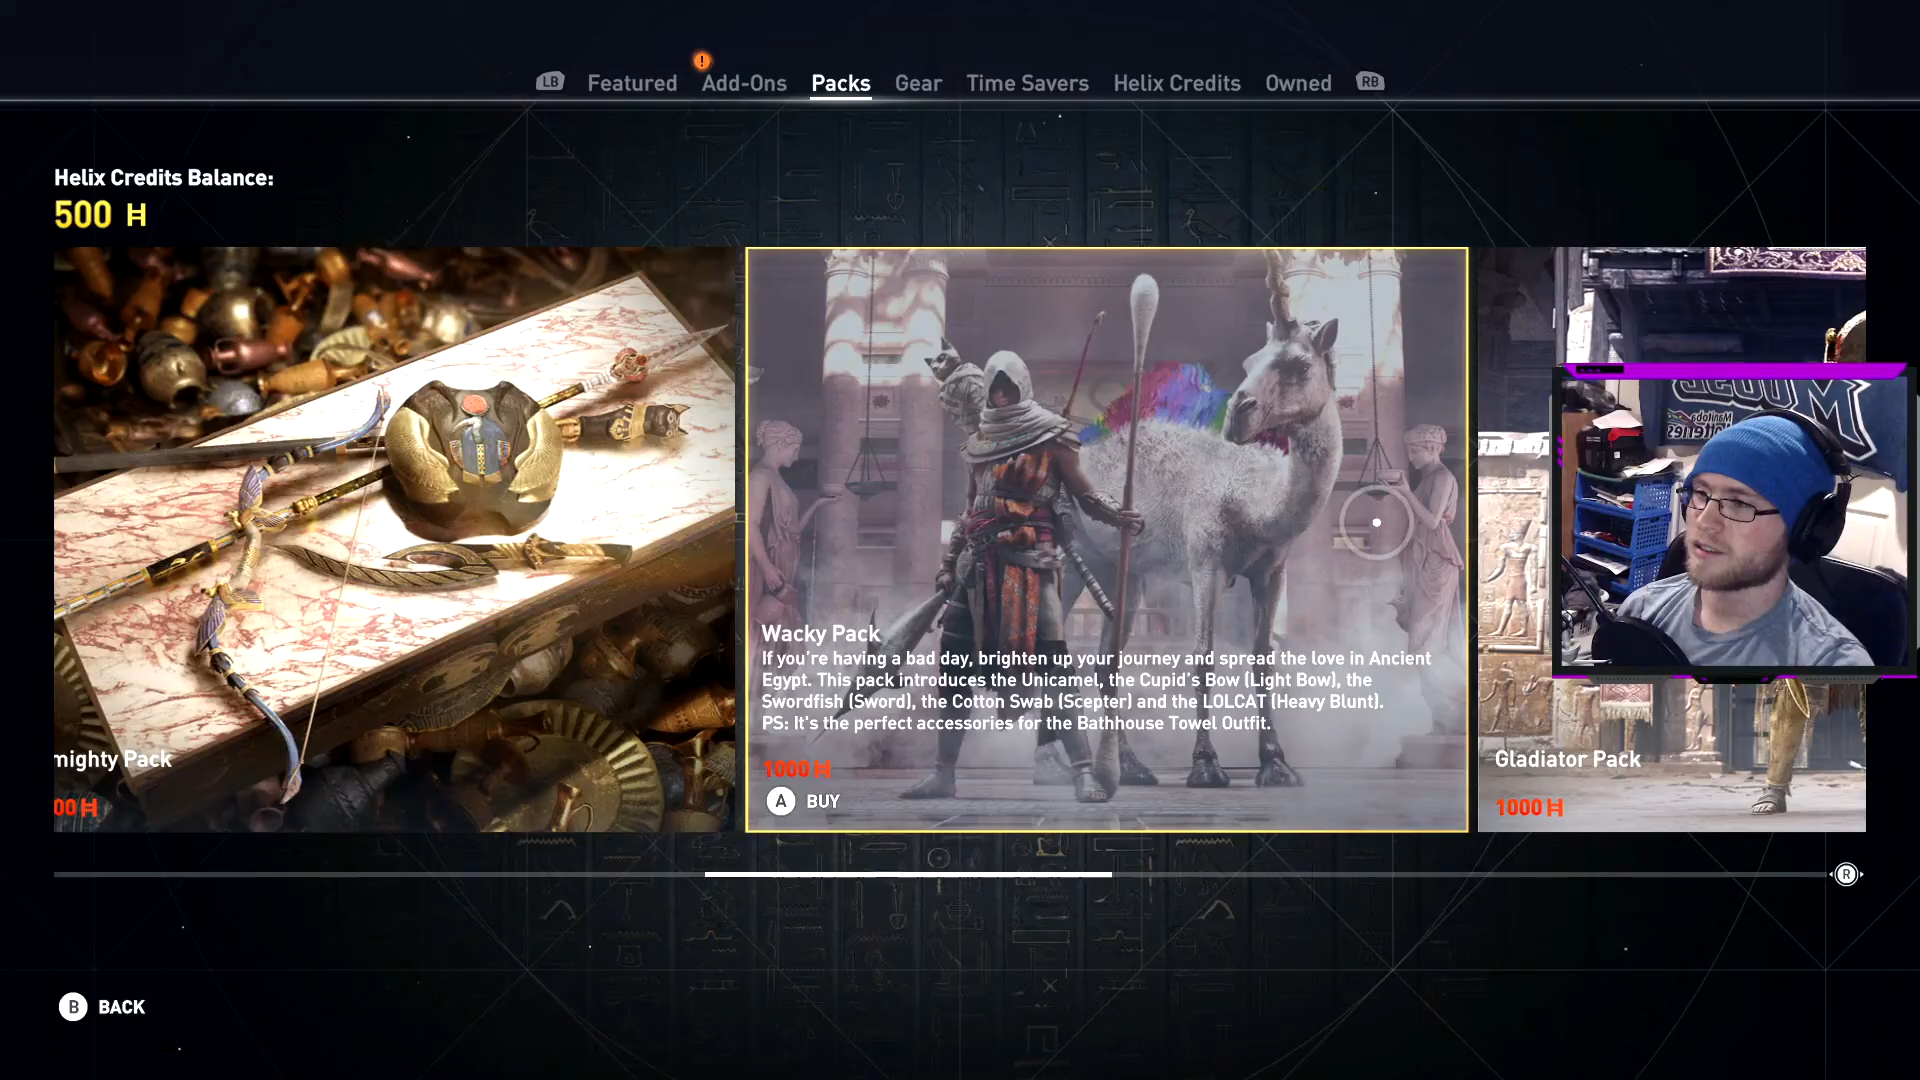 LB Featured ! Add-Ons Packs Gear Time Savers Helix Credits Owned RB
Helix Credits Balance:
500 H
mighty Pack
00 H
Wacky Pack
If you're having a bad day, brighten up your journey and spread the love in Ancient
Egypt. This pack introduces the Unicamel, the Cupid's Bow (Light Bow), the
Swordfish (Sword), the Cotton Swab (Scepter) and the LOLCAT (Heavy Blunt).
PS: It's the perfect accessories for the Bathhouse Towel Outfit.
1000 H
A BUY
Gladiator Pack
1000 H
Moose
Manitoba
R
B BACK